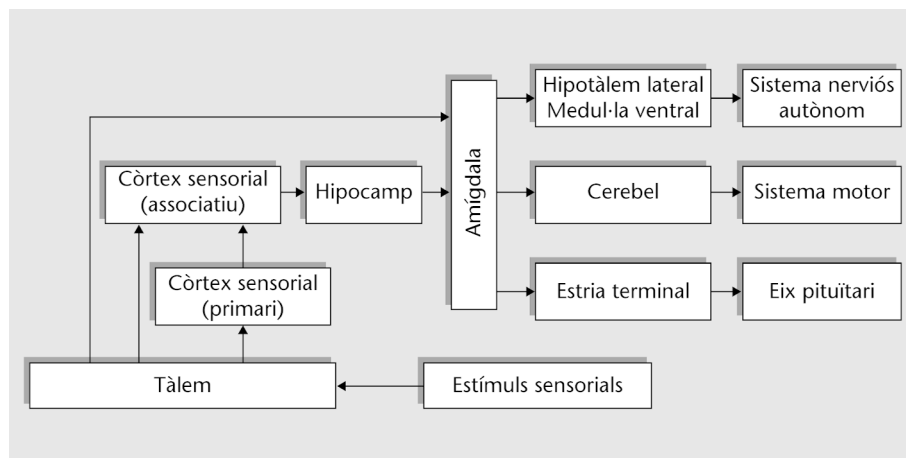 Hipotàlem lateral
Medul·la ventral
Sistema nerviós
autònom
Còrtex sensorial
(associatiu)
Hipocamp
Amígdala
Cerebel
Sistema motor
Còrtex sensorial
(primari)
Estria terminal
Eix pituïtari
Tàlem
Estímuls sensorials